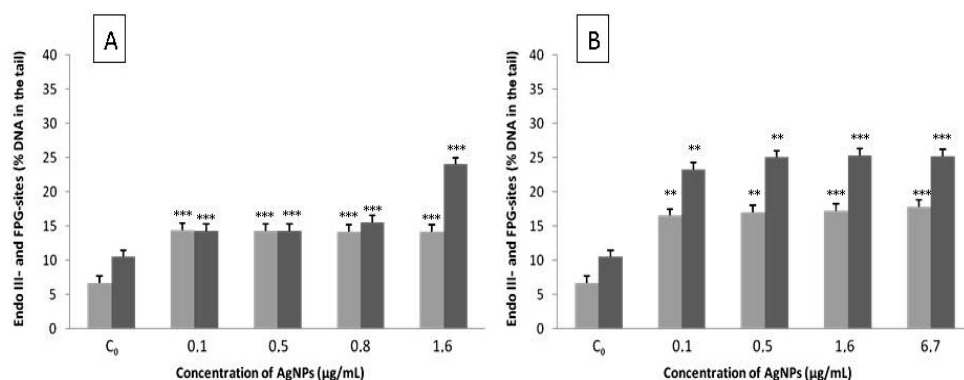 A
Endo III- and FPG-sites (% DNA in the tail)
40
35
30
25
20
15
10
5
0
***
*** *** *** *** *** *** ***
C₀ 0.1 0.5 0.8 1.6
Concentration of AgNPs (µg/mL)
B
Endo III- and FPG-sites (% DNA in the tail)
40
35
30
25
20
15
10
5
0
** ** *** ***
** ** *** ***
C₀ 0.1 0.5 1.6 6.7
Concentration of AgNPs (µg/mL)